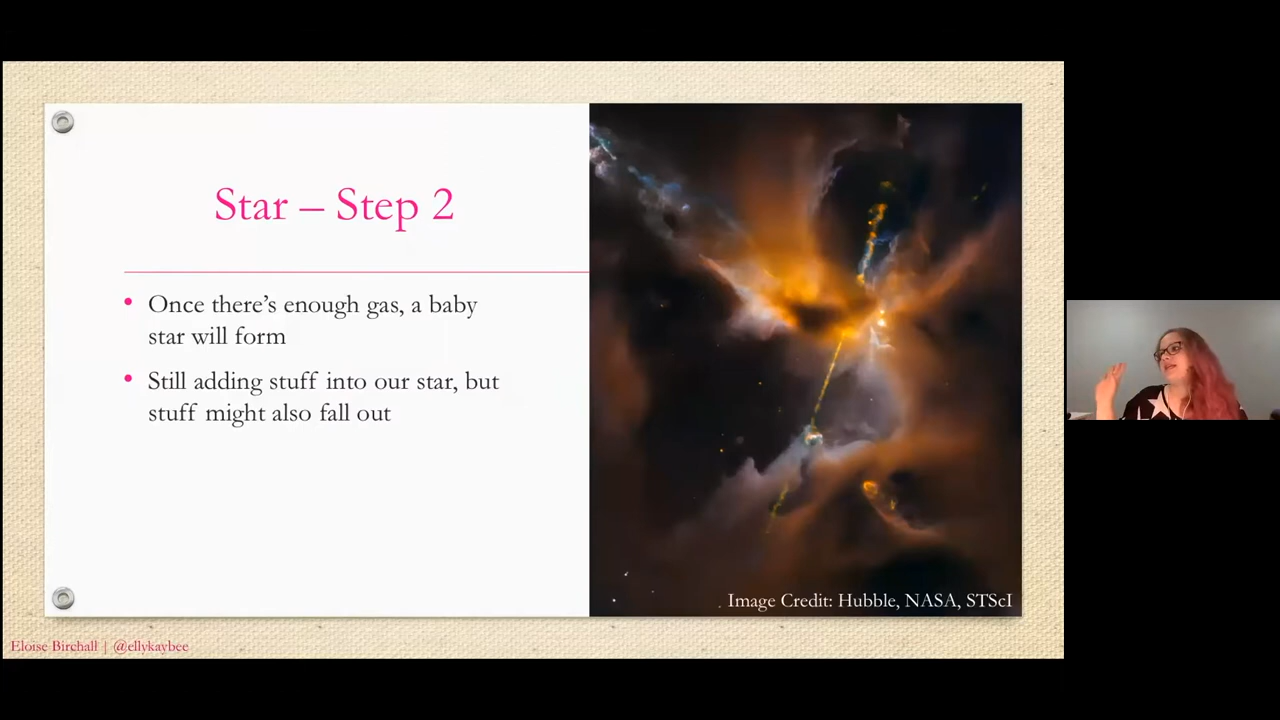 Star – Step 2
• Once there’s enough gas, a baby
star will form
• Still adding stuff into our star, but
stuff might also fall out
Image Credit: Hubble, NASA, STScI
Eloise Birchall | @ellykaybee